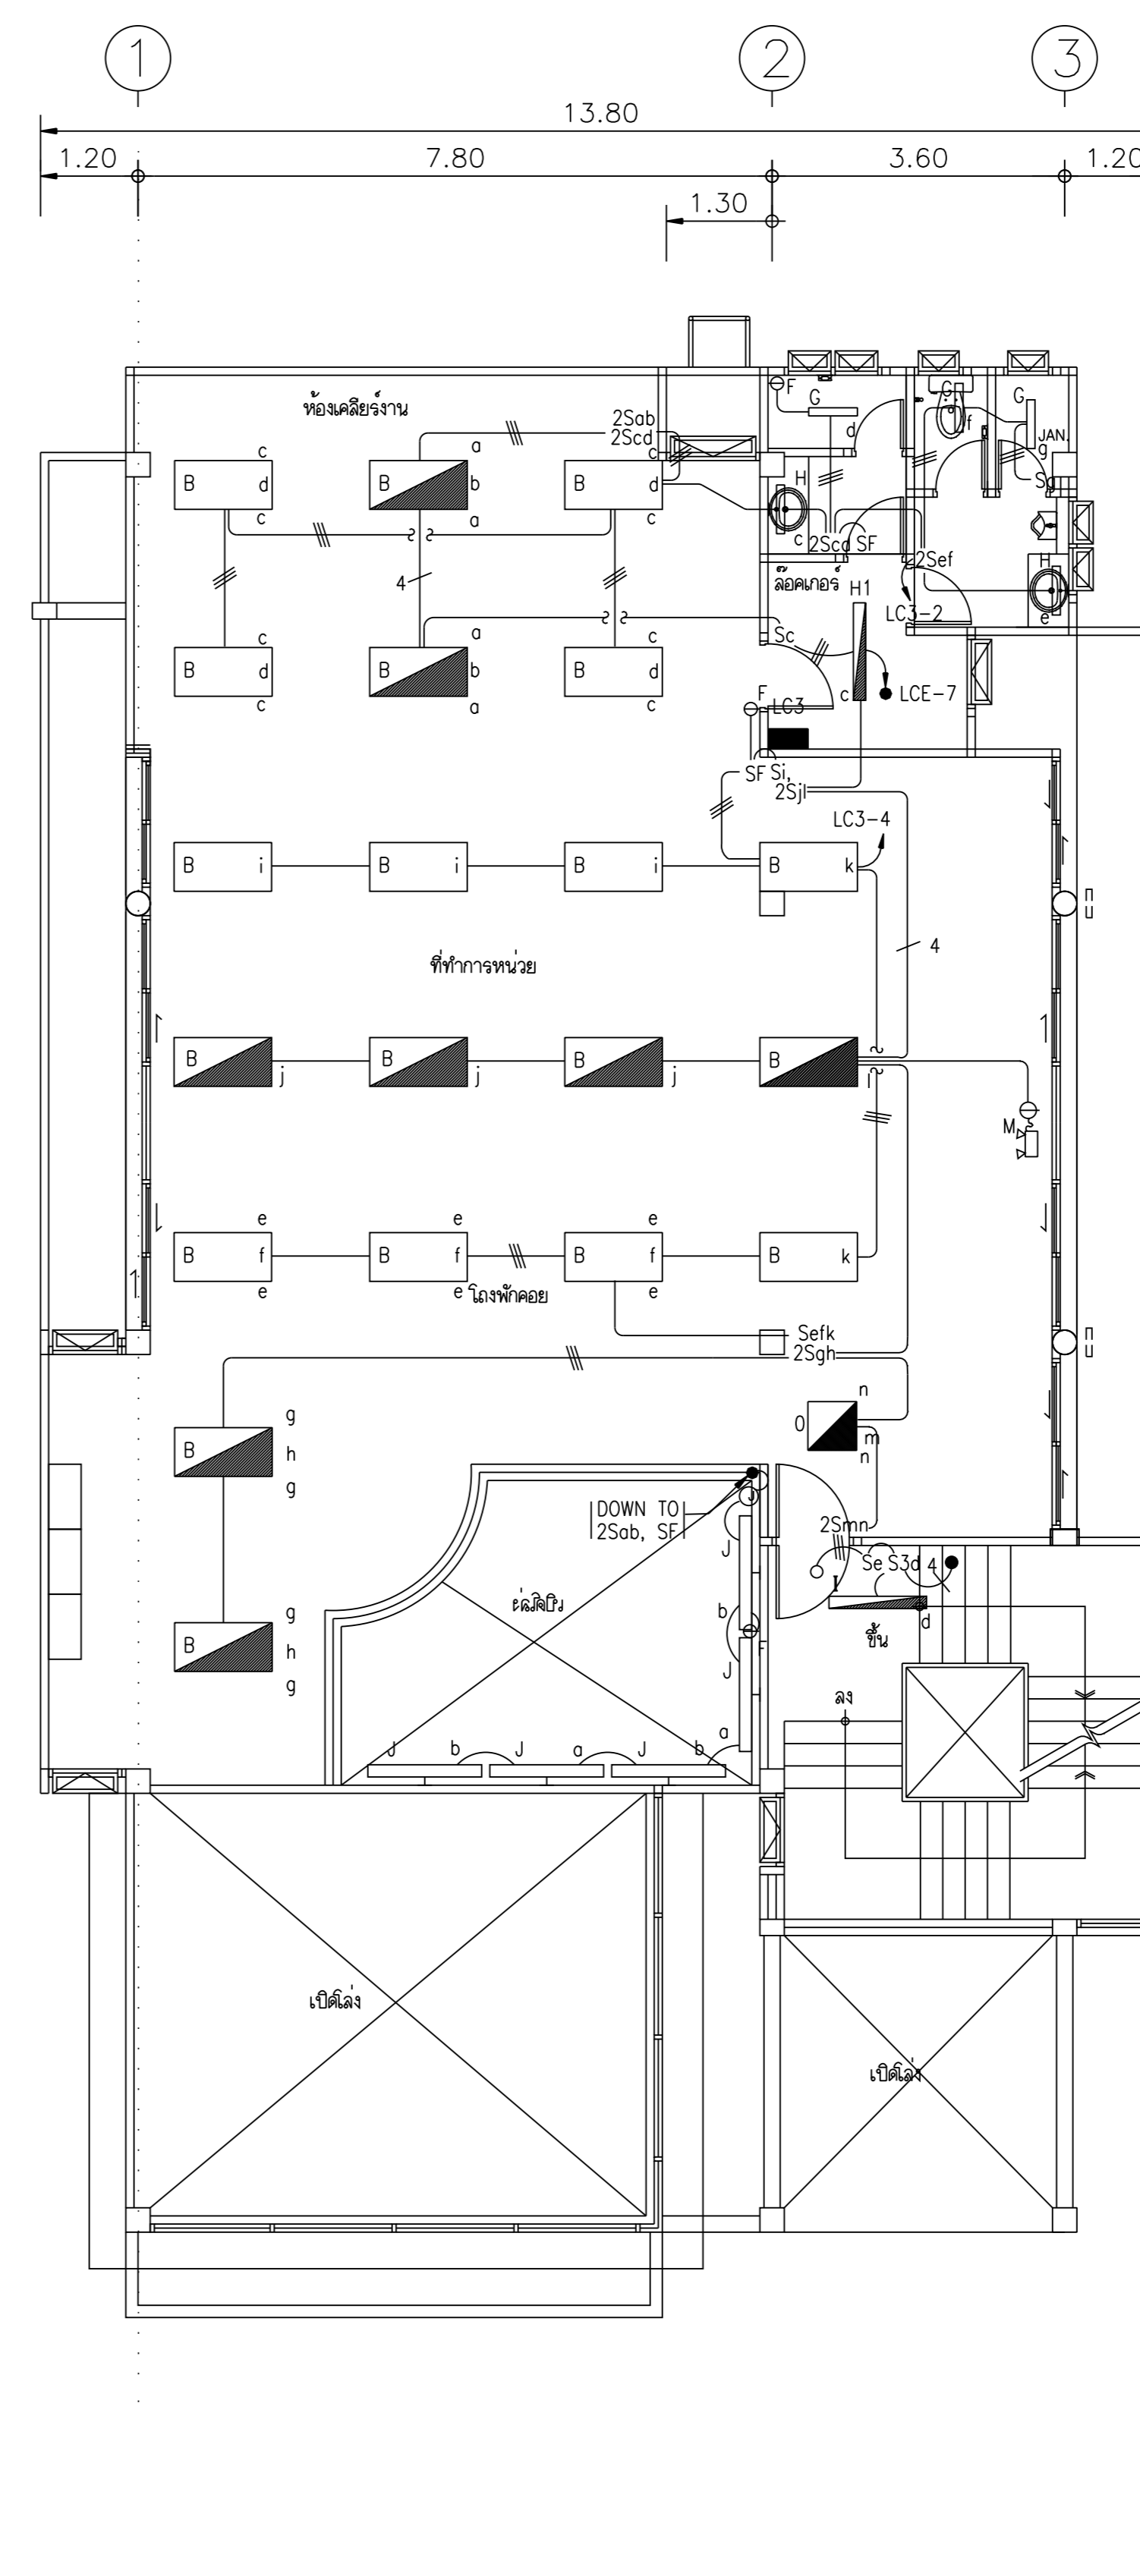 1
2
3
13.80
1.20
7.80
3.60
1.20
1.30
ห้องเคลียร์งาน
2Sab
2Scd
F
G
d
G
f
G
JAN.
g
Sg
c
B
d
c
a
B
b
a
c
B
d
c
H
c
2Scd
SF
2Sef
H
e
4
ล๊อคเกอร์
H1
LC3-2
c
B
d
c
a
B
b
a
c
B
d
c
Sc
c
LCE-7
F
LC3
SF
Si,
2Sjl
LC3-4
B
i
B
i
B
i
B
k
4
ที่ทำการหน่วย
B
j
B
j
B
j
B
l
M
e
B
f
e
e
B
f
e
e
B
f
e
B
k
โถงพักคอย
Sefk
2Sgh
g
B
h
g
n
O
m
n
DOWN TO
2Sab, SF
J
J
2Smn
Se
S3d
4
I
d
ขึ้น
b
F
J
g
B
h
g
ลง
a
J
b
J
a
J
b
เปิดโล่ง
เปิดโล่ง